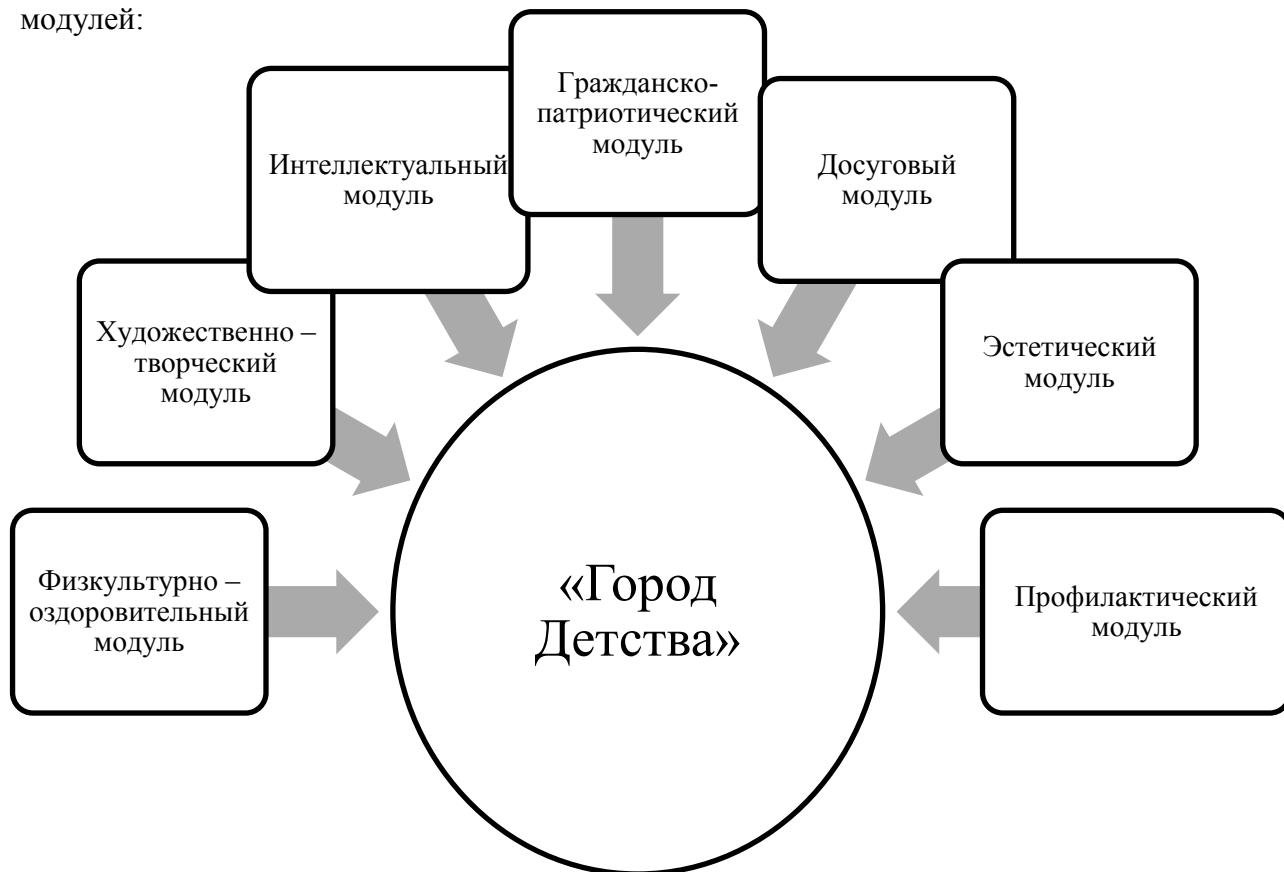 модулей:
Гражданско-
патриотический
модуль
Интеллектуальный
модуль
Досуговый
модуль
Художественно –
творческий
модуль
Эстетический
модуль
Физкультурно –
оздоровительный
модуль
«Город
Детства»
Профилактический
модуль